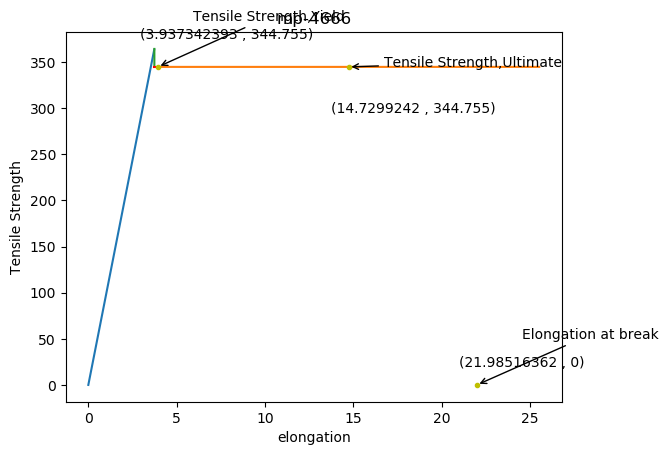 Tensile Strength,Yield
mp-4666
(3.937342393 , 344.755)
Tensile Strength,Ultimate
(14.7299242 , 344.755)
Elongation at break
(21.98516362 , 0)
Tensile Strength
350
300
250
200
150
100
50
0
0 5 10 15 20 25
elongation